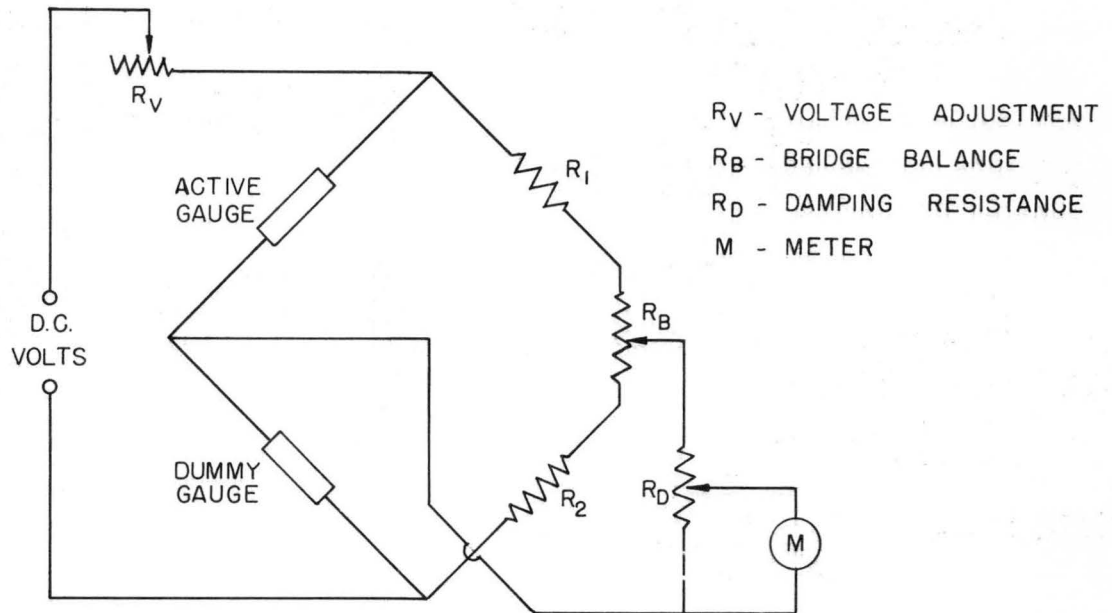 R_V
R_V - VOLTAGE ADJUSTMENT
R_1
R_B - BRIDGE BALANCE
ACTIVE
GAUGE
R_D - DAMPING RESISTANCE
M - METER
D.C.
VOLTS
R_B
DUMMY
GAUGE
R_2
R_D
M